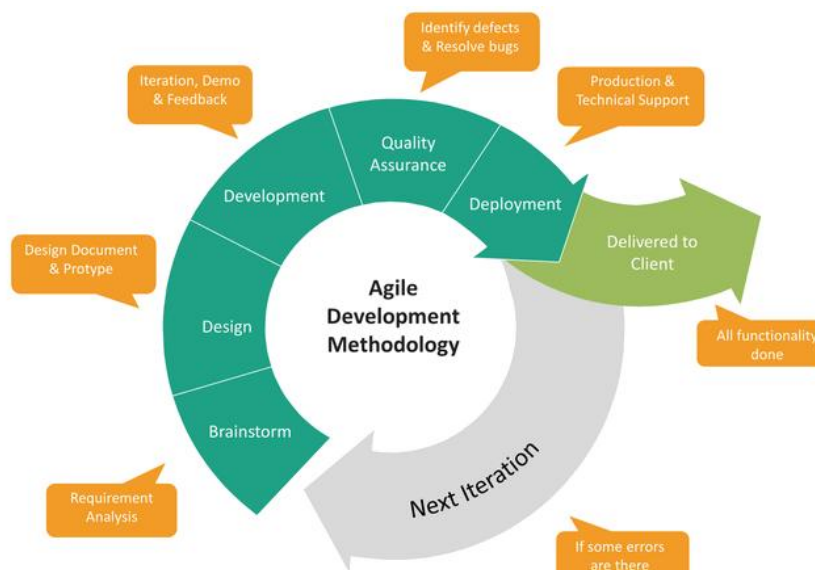 Identify defects
& Resolve bugs
Iteration, Demo
& Feedback
Production &
Technical Support
Quality
Assurance
Development
Deployment
Delivered to
Client
Design Document
& Protype
Agile
Development
Methodology
Design
All functionality
done
Brainstorm
Next Iteration
Requirement
Analysis
If some errors
are there